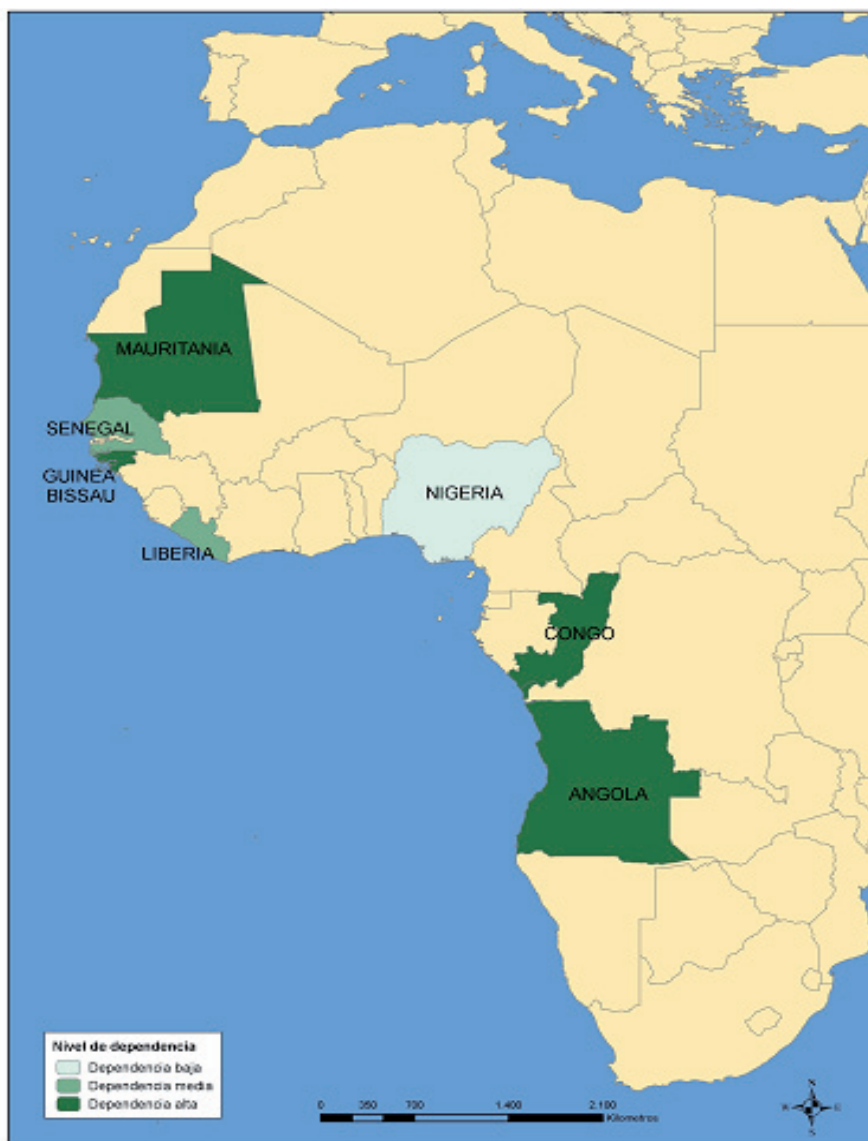 MAURITANIA
SENEGAL
GUINEA
BISSAU
LIBERIA
NIGERIA
CONGO
ANGOLA
Nivel de dependencia
Dependencia baja
Dependencia media
Dependencia alta
0 350 700 1.400 2.100
Kilometros
N
W E
S